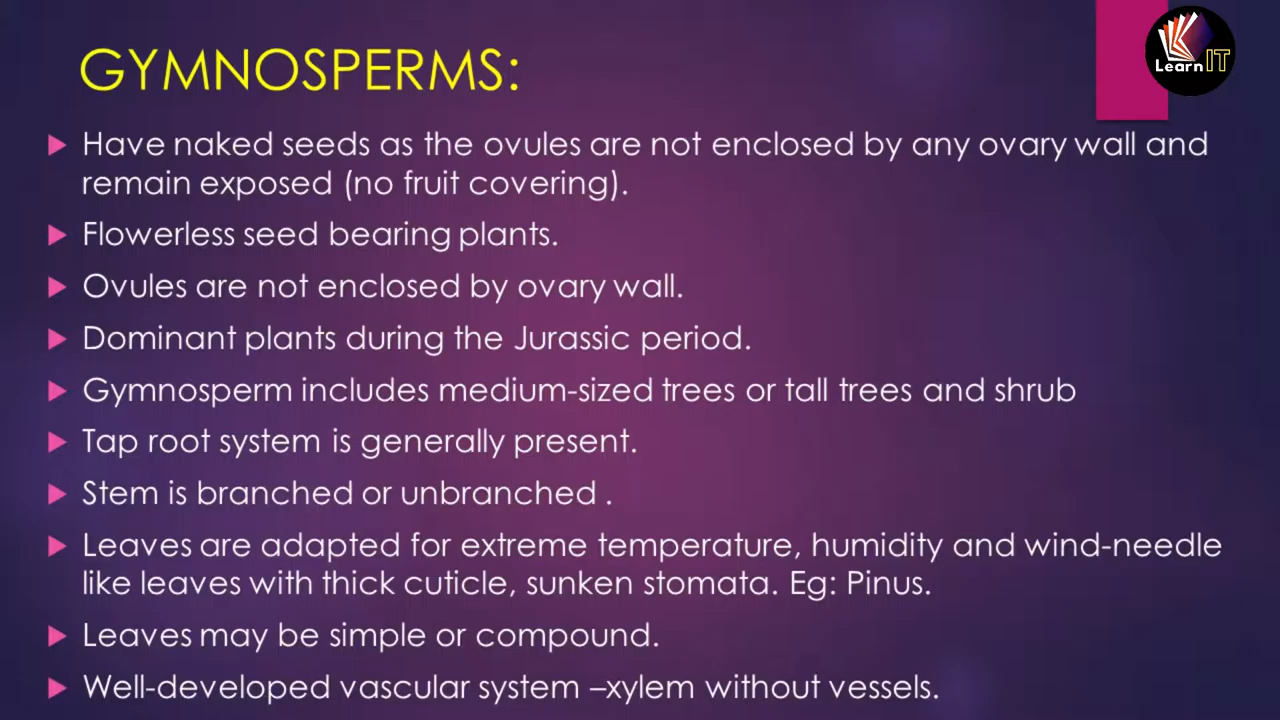 LearnIT
GYMNOSPERMS:
Have naked seeds as the ovules are not enclosed by any ovary wall and
remain exposed (no fruit covering).
Flowerless seed bearing plants.
Ovules are not enclosed by ovary wall.
Dominant plants during the Jurassic period.
Gymnosperm includes medium-sized trees or tall trees and shrub
Tap root system is generally present.
Stem is branched or unbranched .
Leaves are adapted for extreme temperature, humidity and wind-needle
like leaves with thick cuticle, sunken stomata. Eg: Pinus.
Leaves may be simple or compound.
Well-developed vascular system –xylem without vessels.